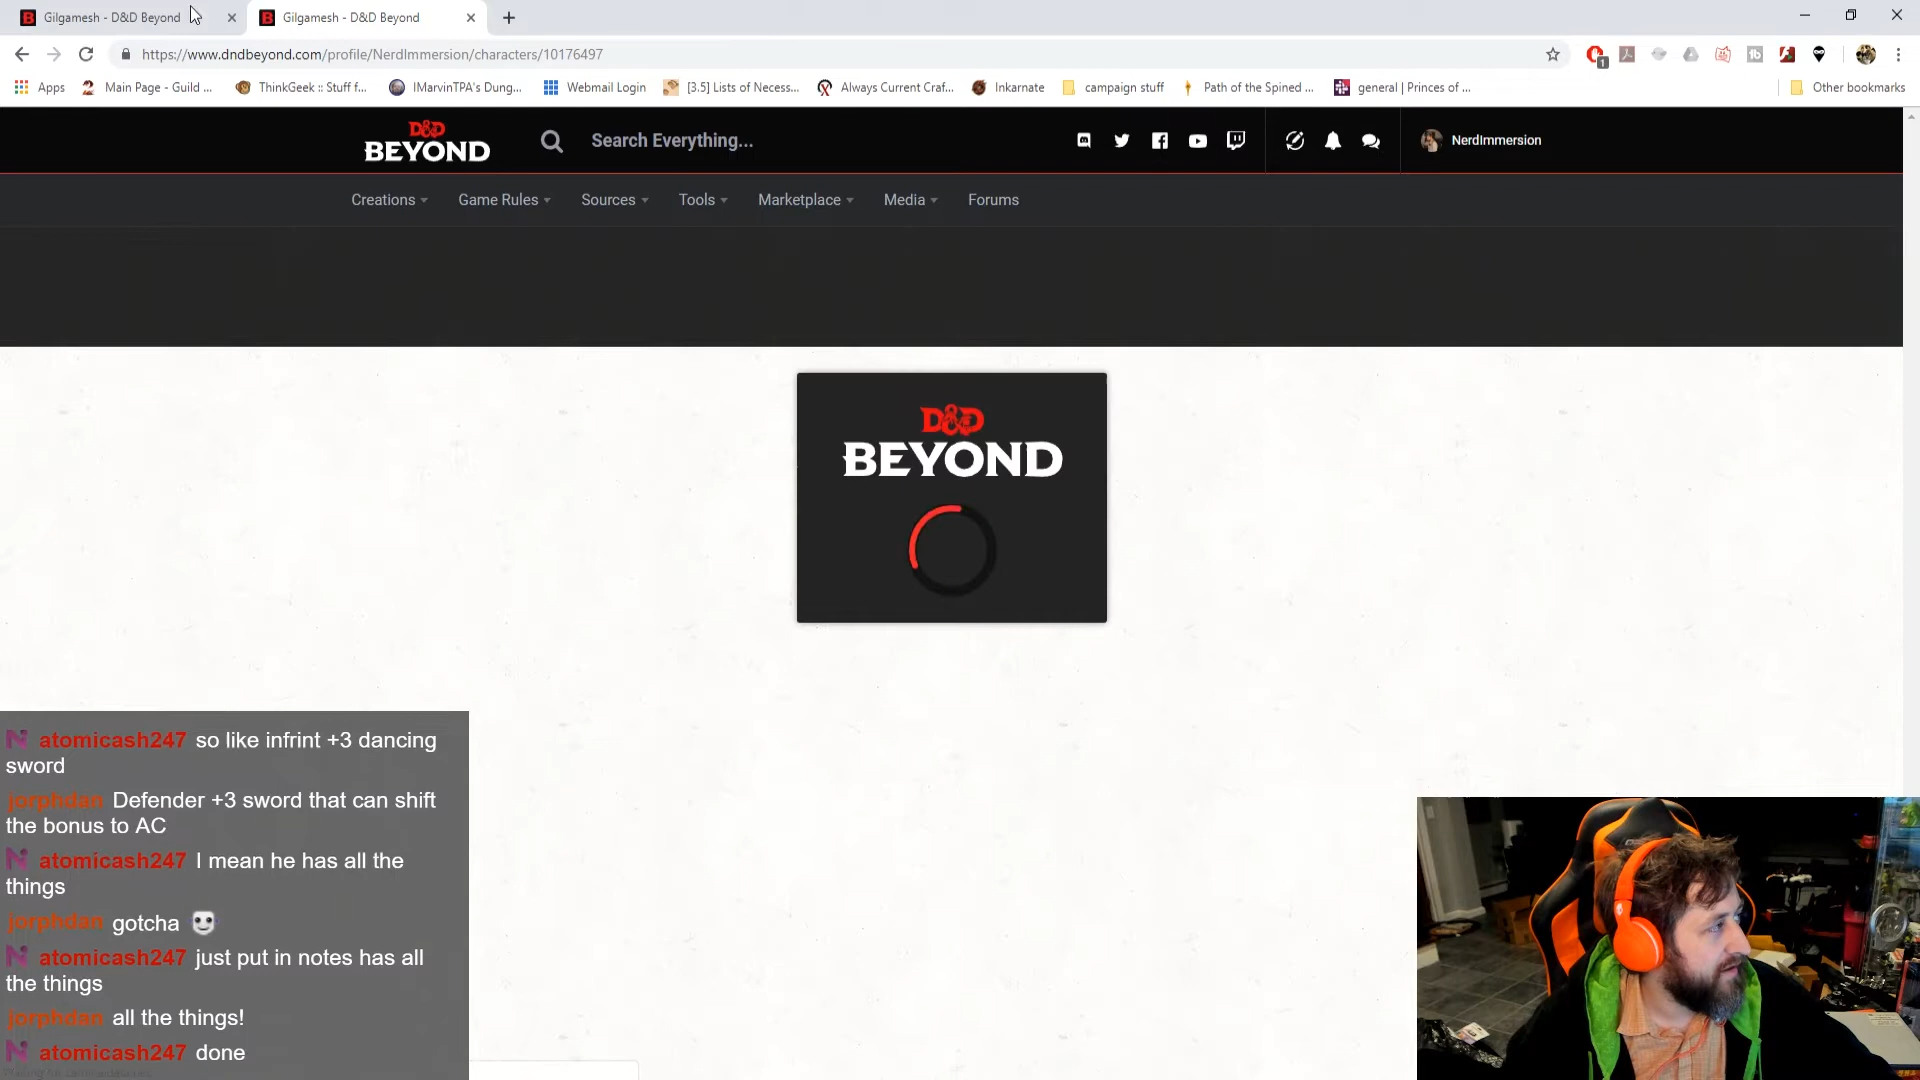 Gilgamesh - D&D Beyond
Gilgamesh - D&D Beyond
https://www.dndbeyond.com/profile/NerdImmersion/characters/10176497
1
Apps
Main Page - Guild ...
ThinkGeek :: Stuff f...
IMarvinTPA's Dung...
Webmail Login
[3.5] Lists of Necess...
Always Current Craf...
Inkarnate
campaign stuff
Path of the Spined ...
general | Princes of ...
Other bookmarks
D&D
BEYOND
Search Everything...
NerdImmersion
Creations
Game Rules
Sources
Tools
Marketplace
Media
Forums
D&D
BEYOND
atomicash247 so like infrint +3 dancing
sword
jorphdan Defender +3 sword that can shift
the bonus to AC
atomicash247 I mean he has all the
things
jorphdan gotcha
atomicash247 just put in notes has all
the things
jorphdan all the things!
atomicash247 done